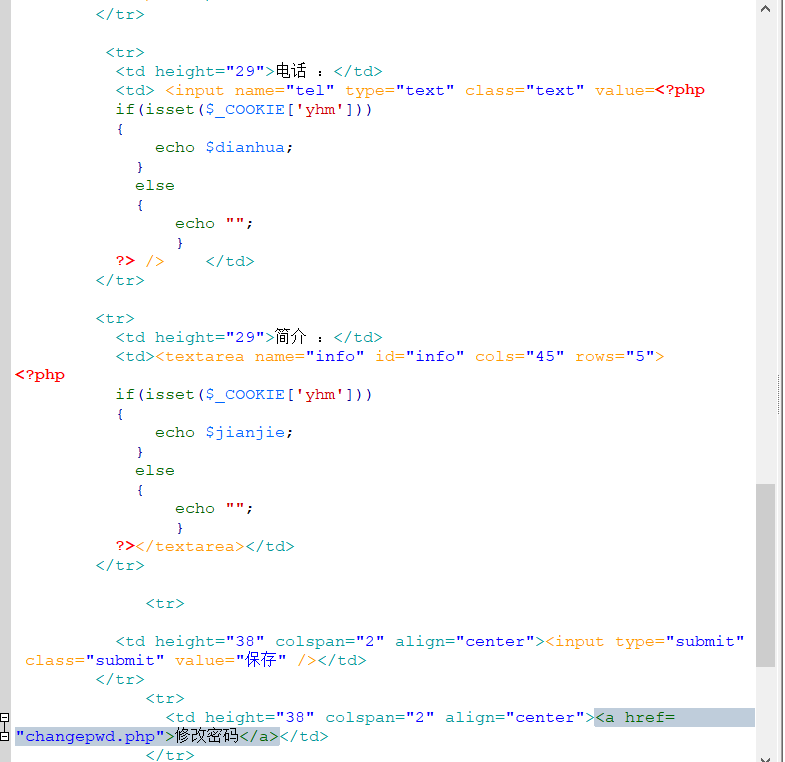 </tr>
<tr>
<td height="29">电话 : </td>
<td> <input name="tel" type="text" class="text" value=<?php
if(isset($_COOKIE['yhm']))
{
echo $dianhua;
}
else
{
echo "";
}
?> /> </td>
</tr>
<tr>
<td height="29">简介 : </td>
<td><textarea name="info" id="info" cols="45" rows="5">
<?php
if(isset($_COOKIE['yhm']))
{
echo $jianjie;
}
else
{
echo "";
}
?></textarea></td>
</tr>
<tr>
<td height="38" colspan="2" align="center"><input type="submit"
class="submit" value="保存" /></td>
</tr>
<tr>
<td height="38" colspan="2" align="center"><a href=
"changepwd.php">修改密码</a></td>
</tr>